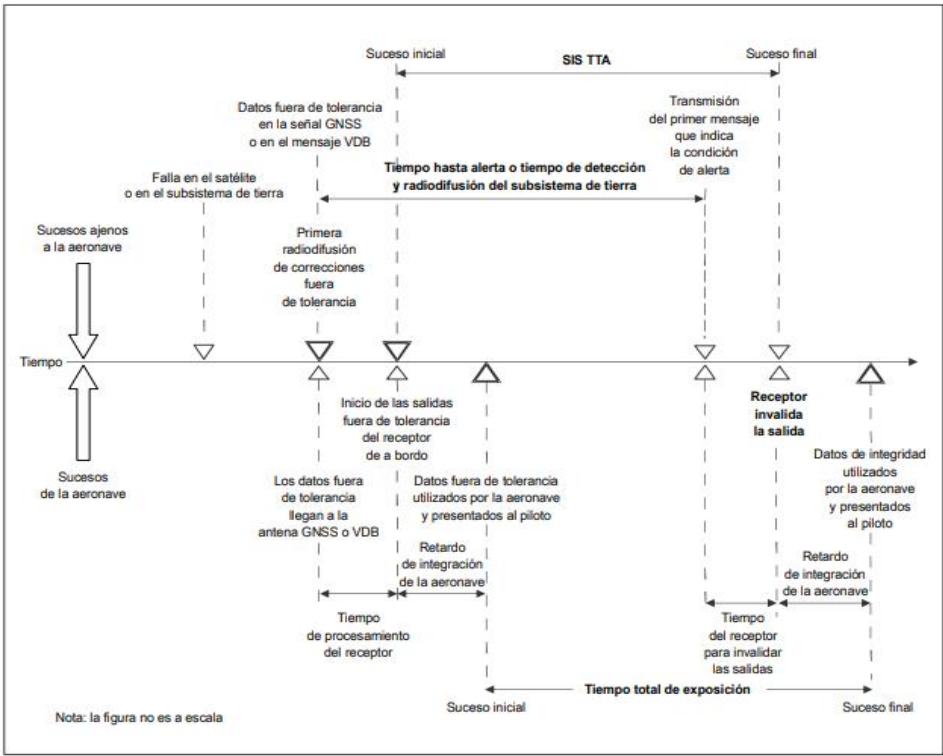 Suceso inicial
SIS TTA
Suceso final
Datos fuera de tolerancia
en la señal GNSS
o en el mensaje VDB
Transmisión
del primer mensaje
que indica
la condición
de alerta
Tiempo hasta alerta o tiempo de detección
y radiodifusión del subsistema de tierra
Falla en el satélite
o en el subsistema de tierra
Sucesos ajenos
a la aeronave
Primera
radiodifusión
de correcciones
fuera
de tolerancia
Tiempo
Sucesos
de la aeronave
Los datos fuera
de tolerancia
llegan a la
antena GNSS o VDB
Inicio de las salidas
fuera de tolerancia
del receptor
de a bordo
Datos fuera de tolerancia
utilizados por la aeronave
y presentados al piloto
Receptor
invalida
la salida
Datos de integridad
utilizados
por la aeronave
y presentados
al piloto
Retardo
de integración
de la aeronave
Retardo
de integración
de la aeronave
Tiempo
de procesamiento
del receptor
Tiempo
del receptor
para invalidar
las salidas
Tiempo total de exposición
Suceso inicial
Suceso final
Nota: la figura no es a escala